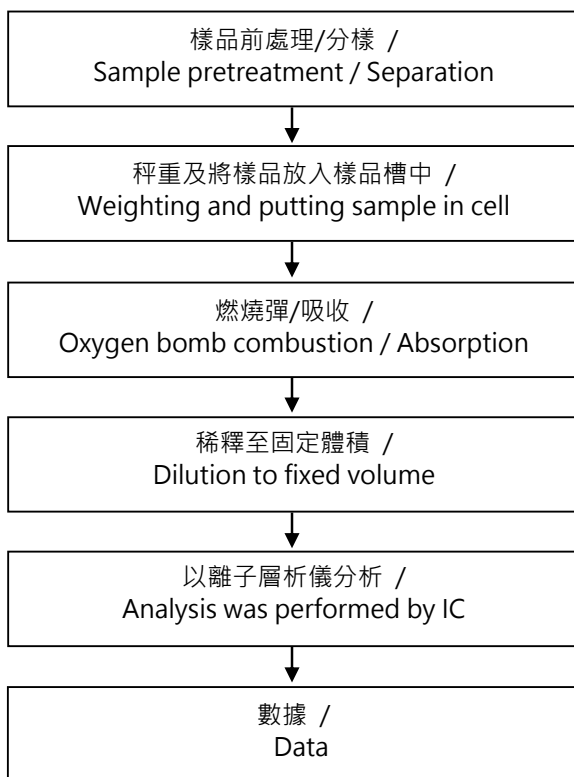 樣品前處理/分樣 /
Sample pretreatment / Separation
秤重及將樣品放入樣品槽中 /
Weighting and putting sample in cell
燃燒彈/吸收 /
Oxygen bomb combustion / Absorption
稀釋至固定體積 /
Dilution to fixed volume
以離子層析儀分析 /
Analysis was performed by IC
數據 /
Data